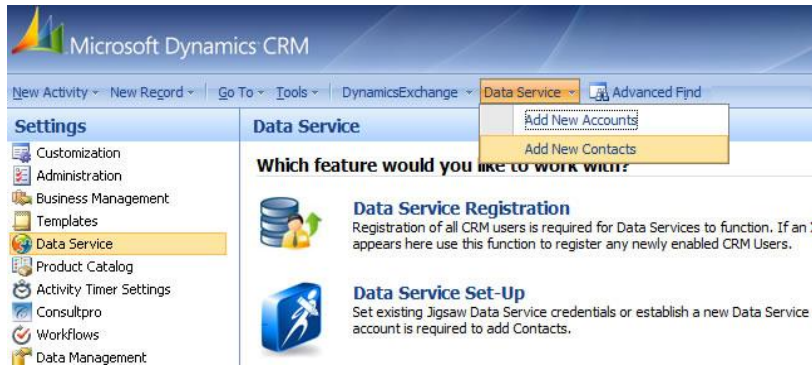 Microsoft Dynamics CRM
New Activity New Record Go To Tools DynamicsExchange Data Service Advanced Find
Settings
Data Service
Add New Accounts
Add New Contacts
Customization
Administration
Business Management
Templates
Data Service
Product Catalog
Activity Timer Settings
Consultpro
Workflows
Data Management
Which feature would you like to work with?
Data Service Registration
Registration of all CRM users is required for Data Services to function. If an
appears here use this function to register any newly enabled CRM Users.
Data Service Set-Up
Set existing Jigsaw Data Service credentials or establish a new Data Service
account is required to add Contacts.